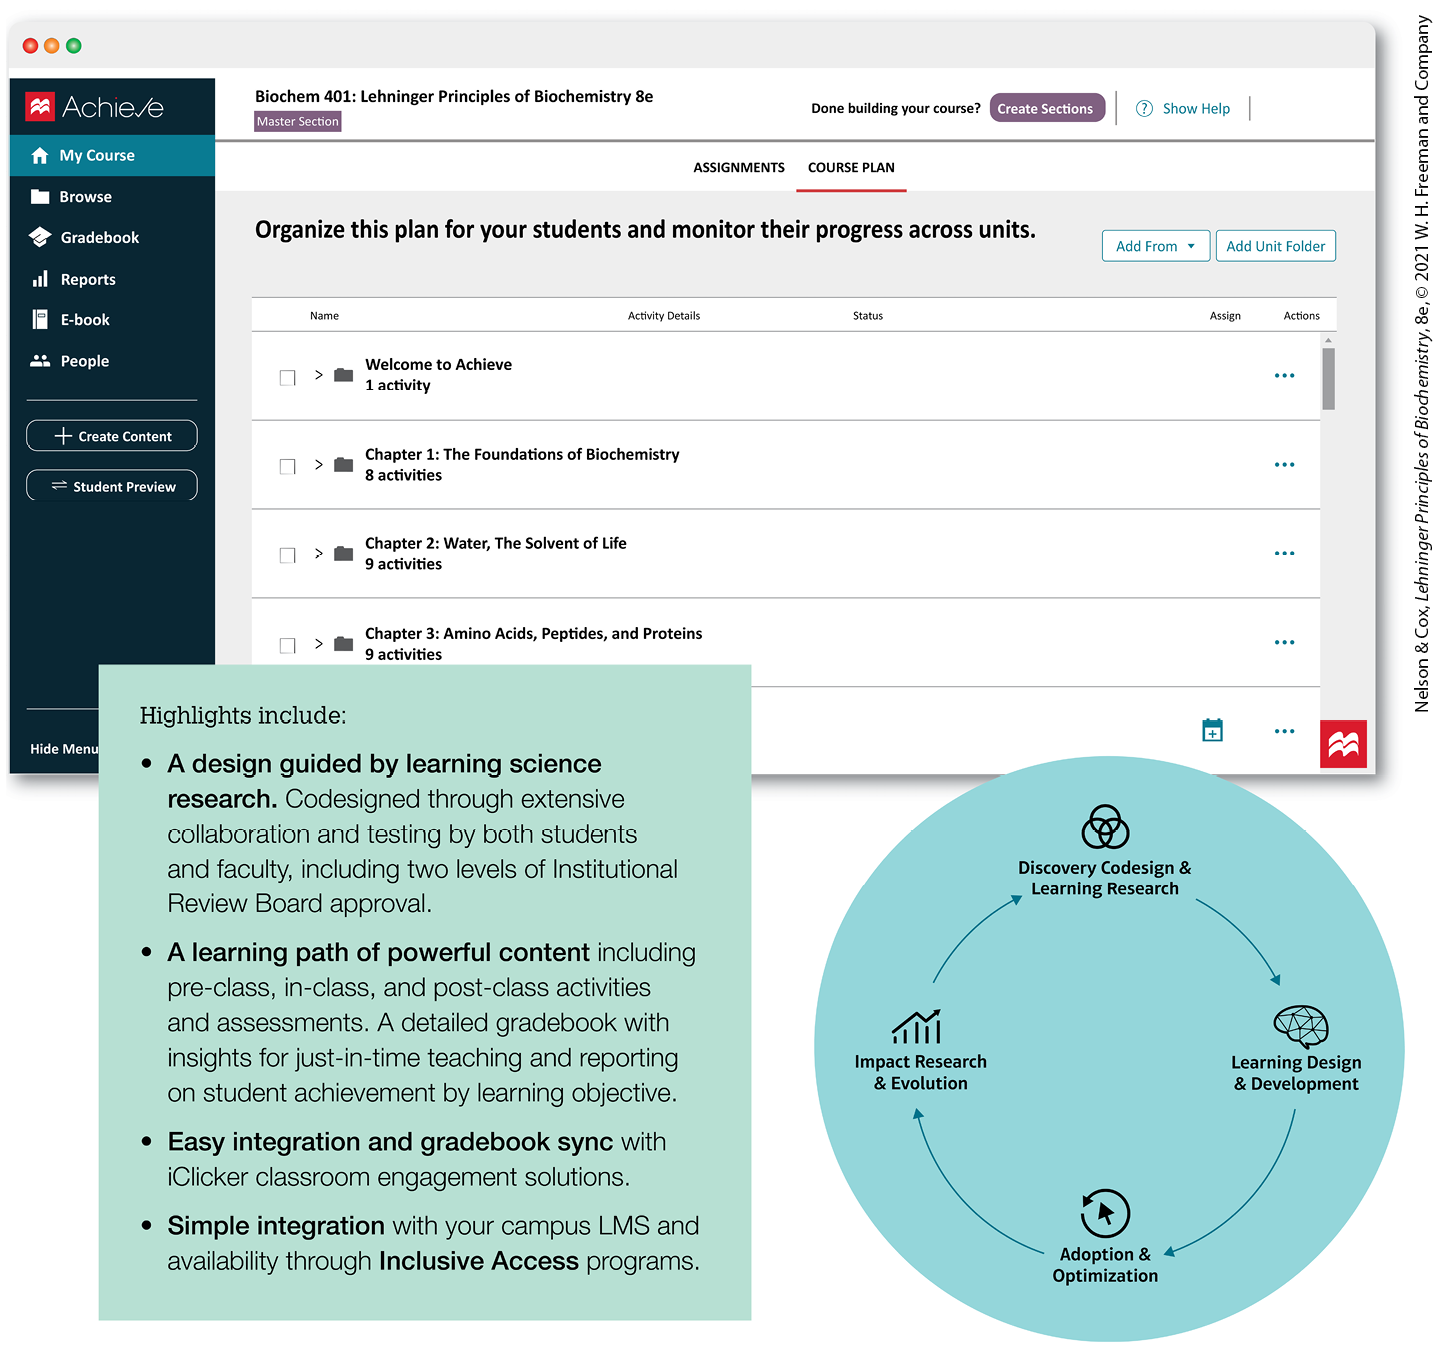 Achieve
My Course
Browse
Gradebook
Reports
E-book
People
Create Content
Student Preview
Hide Menu
Biochem 401: Lehninger Principles of Biochemistry 8e
Master Section
Done building your course?
Create Sections
? Show Help
ASSIGNMENTS
COURSE PLAN
Organize this plan for your students and monitor their progress across units.
Add From
Add Unit Folder
Name
Activity Details
Status
Assign
Actions
Welcome to Achieve
1 activity
Chapter 1: The Foundations of Biochemistry
8 activities
Chapter 2: Water, The Solvent of Life
9 activities
Chapter 3: Amino Acids, Peptides, and Proteins
9 activities
Nelson & Cox, Lehninger Principles of Biochemistry, 8e, © 2021 W. H. Freeman and Company
Highlights include:
• A design guided by learning science
research. Codesigned through extensive
collaboration and testing by both students
and faculty, including two levels of Institutional
Review Board approval.
• A learning path of powerful content including
pre-class, in-class, and post-class activities
and assessments. A detailed gradebook with
insights for just-in-time teaching and reporting
on student achievement by learning objective.
• Easy integration and gradebook sync with
iClicker classroom engagement solutions.
• Simple integration with your campus LMS and
availability through Inclusive Access programs.
Discovery Codesign &
Learning Research
Learning Design
& Development
Adoption &
Optimization
Impact Research
& Evolution